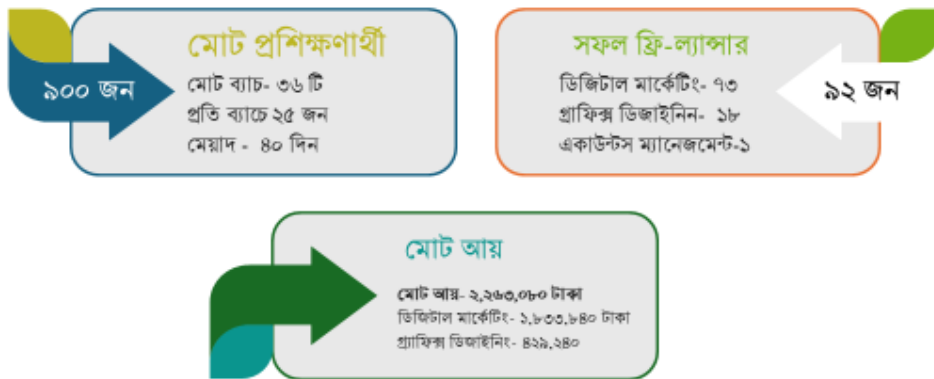 ৯০০ জন
মোট প্রশিক্ষণার্থী
মোট ব্যাচ- ৩৬ টি
প্রতি ব্যাচে ২৫ জন
মেয়াদ - ৪০ দিন
সফল ফ্রি-ল্যান্সার
ডিজিটাল মার্কেটিং- ৭৩
গ্রাফিক্স ডিজাইনিন- ১৮
একাউন্টস ম্যানেজমেন্ট-১
৯২ জন
মোট আয়
মোট আয়- ২,২৬৩,০৮০ টাকা
ডিজিটাল মার্কেটিং- ১,৮৩৩,৮৪০ টাকা
গ্র্যাফিক্স ডিজাইনিং- ৪২৯,২৪০